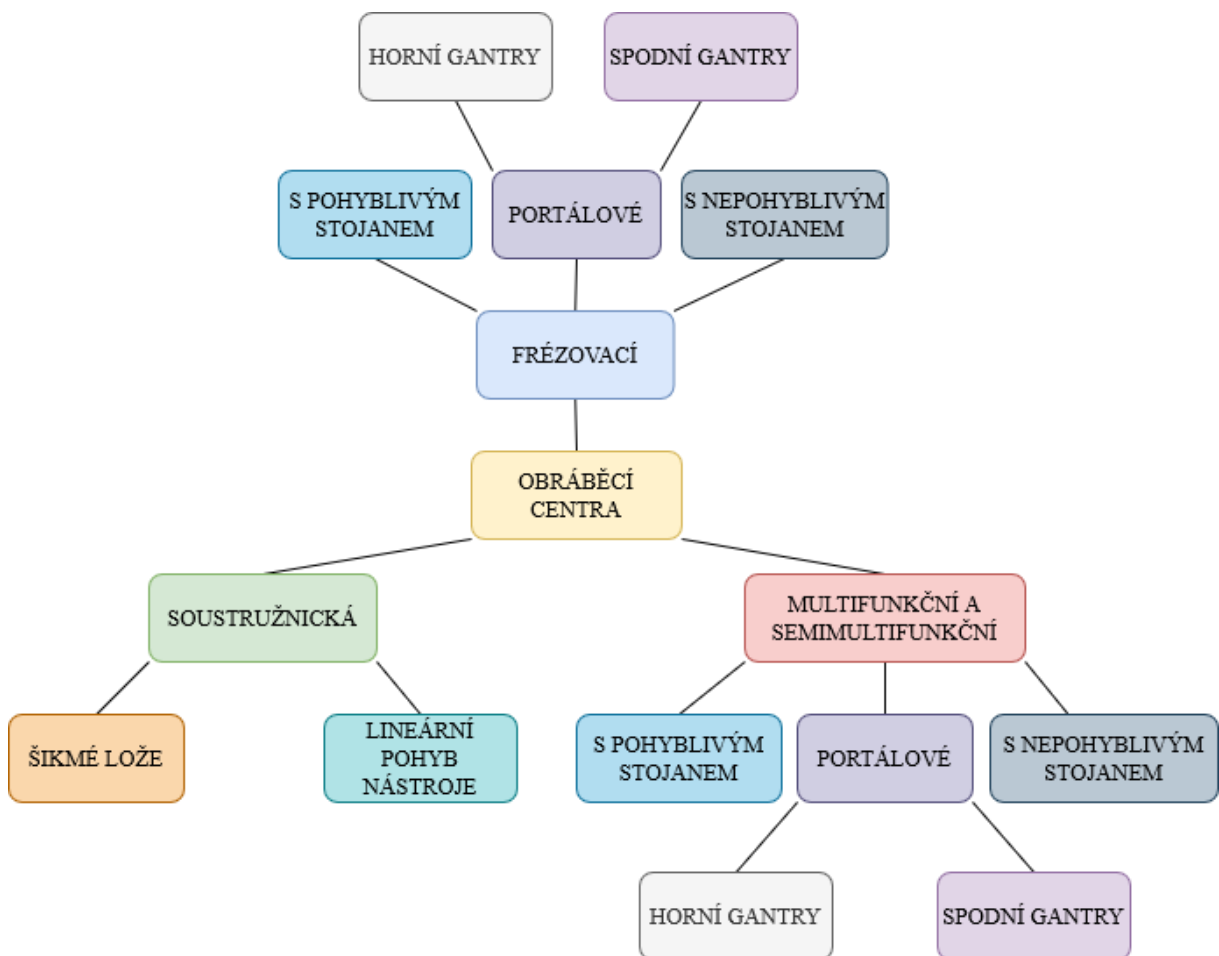 HORNÍ GANTRY
SPODNÍ GANTRY
S POHYBLIVÝM
STOJANEM
PORTÁLOVÉ
S NEPOHYBLIVÝM
STOJANEM
FRÉZOVACÍ
OBRÁBĚCÍ
CENTRA
SOUSTRUŽNICKÁ
MULTIFUNKČNÍ A
SEMIMULTIFUNKČNÍ
ŠIKMÉ LOŽE
LINEÁRNÍ
POHYB
NÁSTROJE
S POHYBLIVÝM
STOJANEM
PORTÁLOVÉ
S NEPOHYBLIVÝM
STOJANEM
HORNÍ GANTRY
SPODNÍ GANTRY